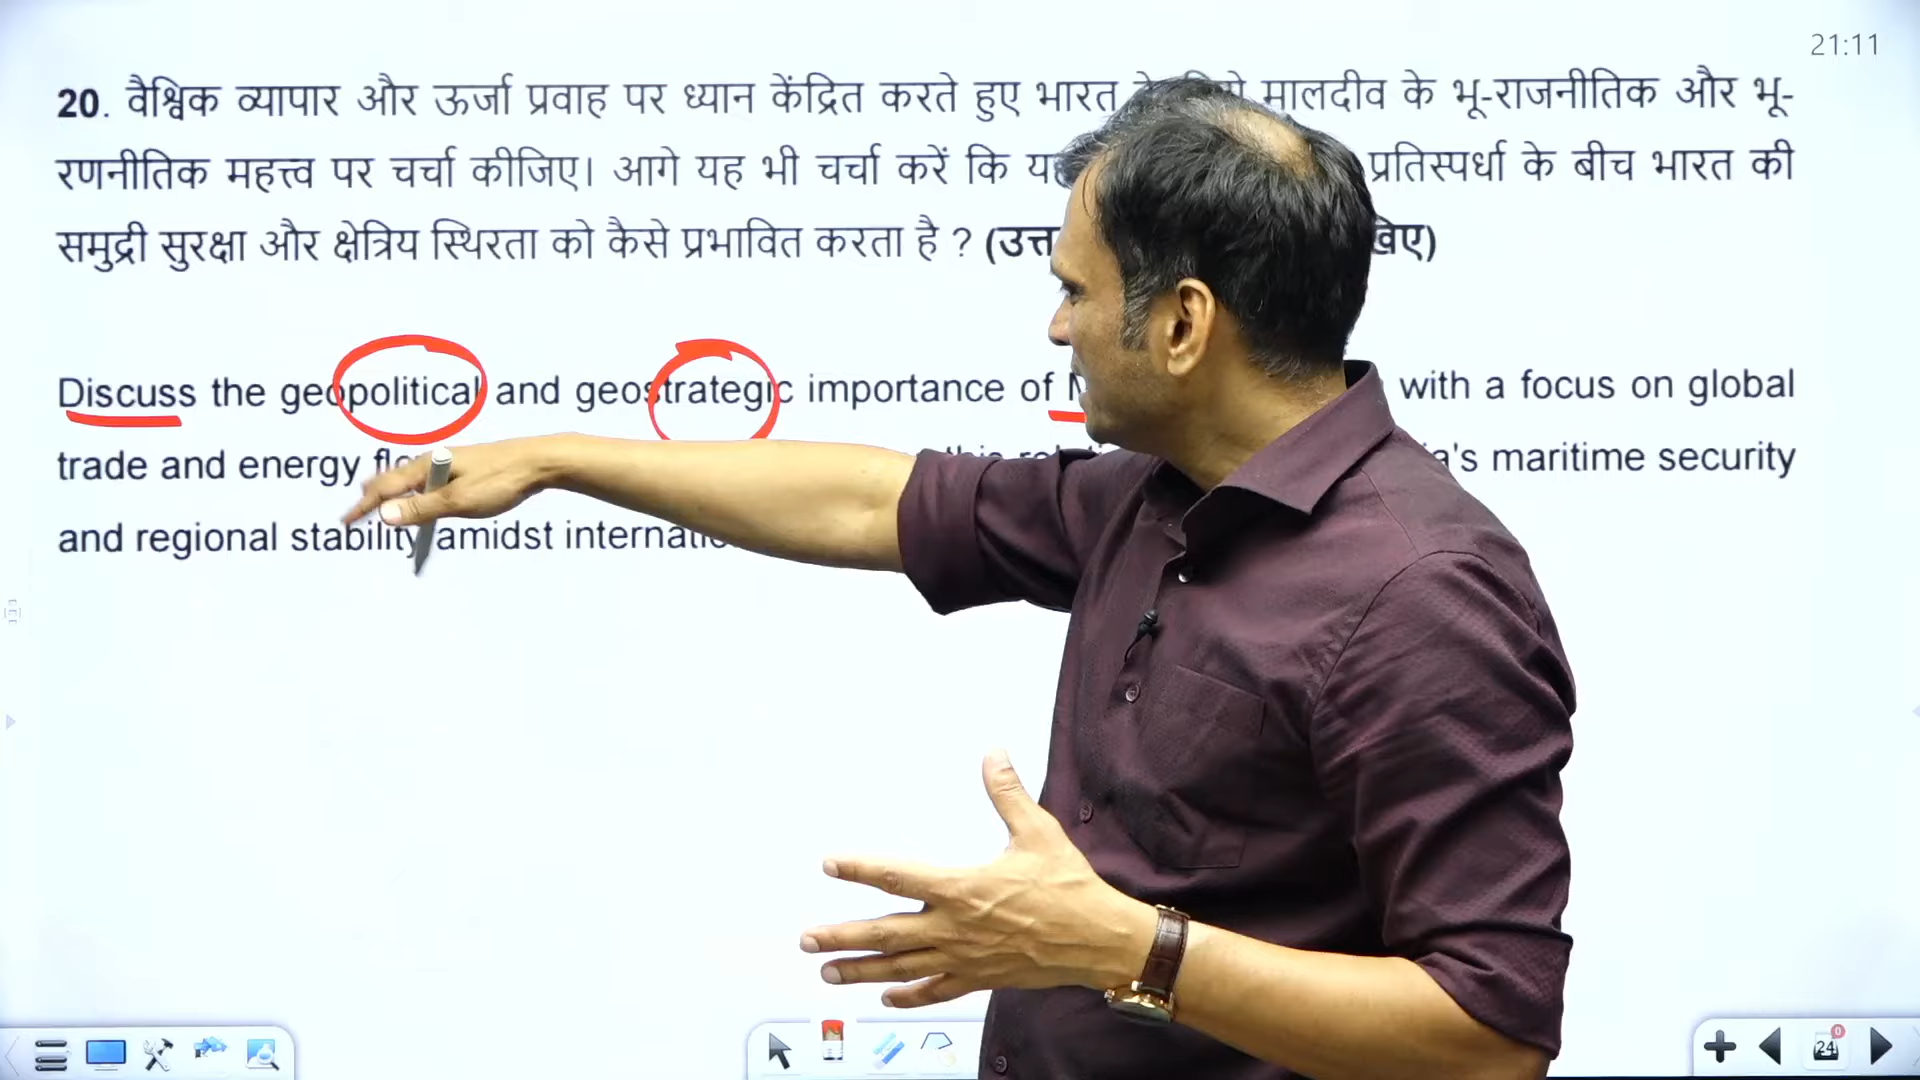 21:11
20. वैश्विक व्यापार और ऊर्जा प्रवाह पर ध्यान केंद्रित करते हुए भारत मालदीव के भू-राजनीतिक और भू-
रणनीतिक महत्त्व पर चर्चा कीजिए। आगे यह भी चर्चा करें कि प्रतिस्पर्धा के बीच भारत की
समुद्री सुरक्षा और क्षेत्रिय स्थिरता को कैसे प्रभावित करता है ?
Discuss the geopolitical and geostrategic importance of with a focus on global
trade and energy this maritime security
and regional stability amidst
24
0